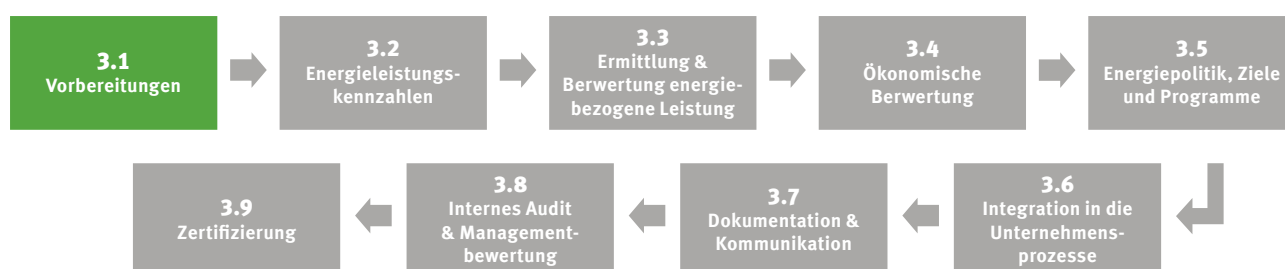 3.1
Vorbereitungen
3.2
Energieleistungs-
kennzahlen
3.3
Ermittlung &
Berwertung energie-
bezogene Leistung
3.4
Ökonomische
Berwertung
3.5
Energiepolitik, Ziele
und Programme
3.6
Integration in die
Unternehmens-
prozesse
3.7
Dokumentation &
Kommunikation
3.8
Internes Audit
& Management-
bewertung
3.9
Zertifizierung